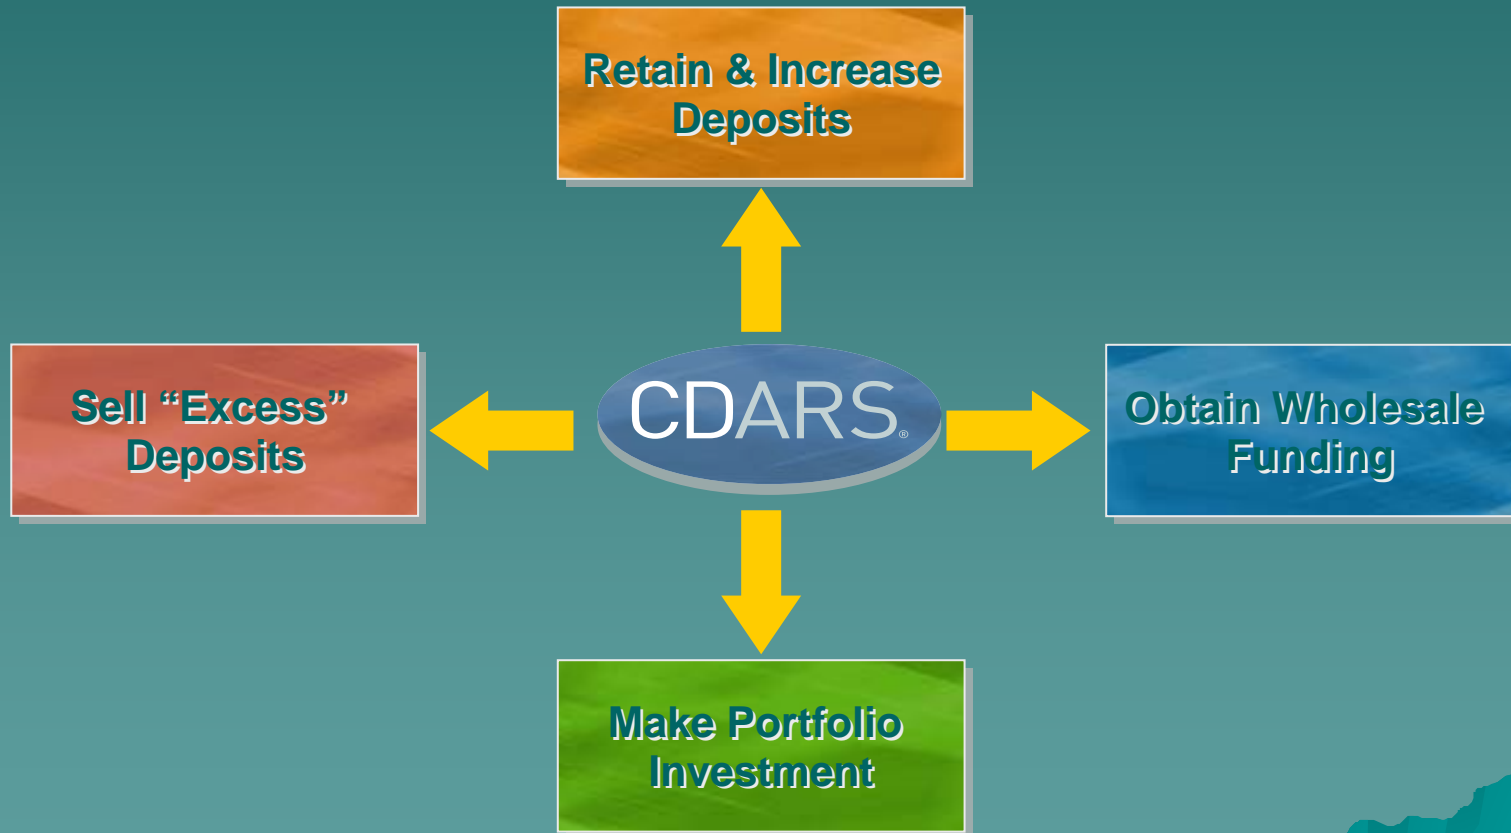 Retain & Increase
Deposits
Sell “Excess”
Deposits
CDARS®
Obtain Wholesale
Funding
Make Portfolio
Investment